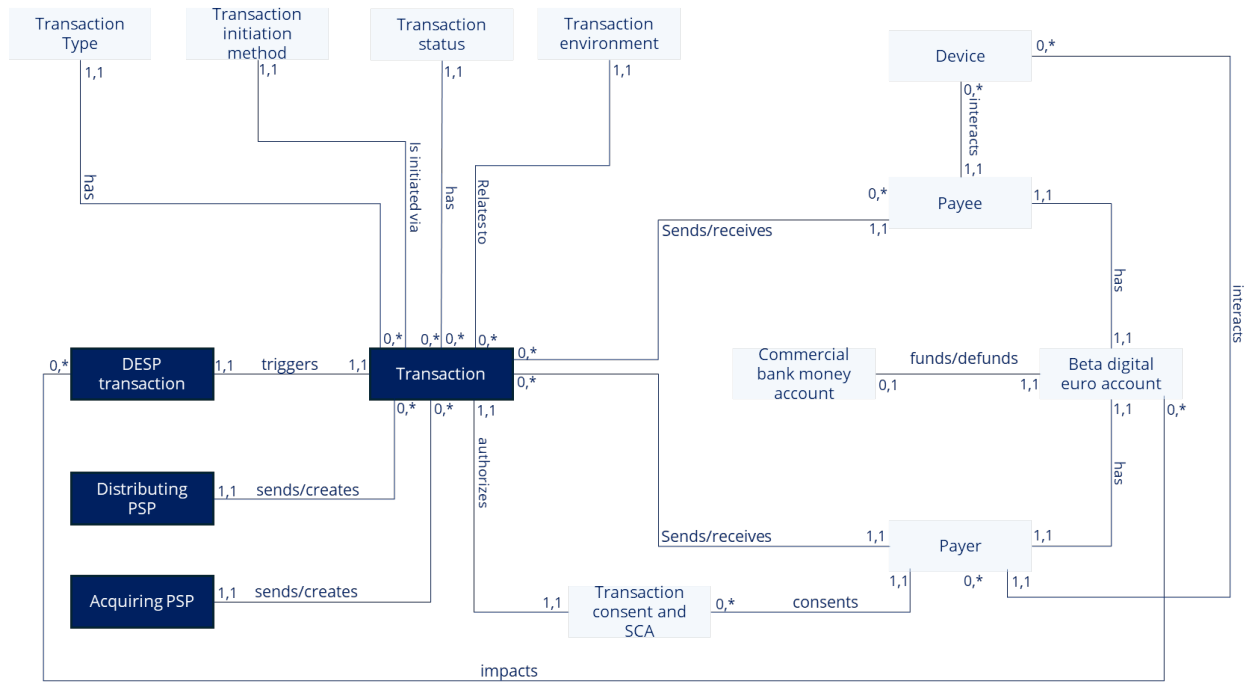 Transaction
Type
Transaction
initiation
method
Transaction
status
Transaction
environment
Device
0,*
1,1
1,1
1,1
1,1
0,*
interacts
1,1
Is initiated via
has
has
Relates to
0,*
Payee
1,1
Sends/receives
1,1
has
interacts
0,*
0,*
0,*
0,*
1,1
0,*
DESP
transaction
1,1
triggers
1,1
Transaction
0,*
0,*
Commercial
bank money
account
0,1
funds/defunds
1,1
Beta digital
euro account
0,*
0,*
1,1
1,1
0,*
authorizes
has
Distributing
PSP
1,1
sends/creates
Sends/receives
1,1
Payer
1,1
1,1
0,*
1,1
Acquiring PSP
1,1
sends/creates
1,1
Transaction
consent and
SCA
0,*
consents
impacts